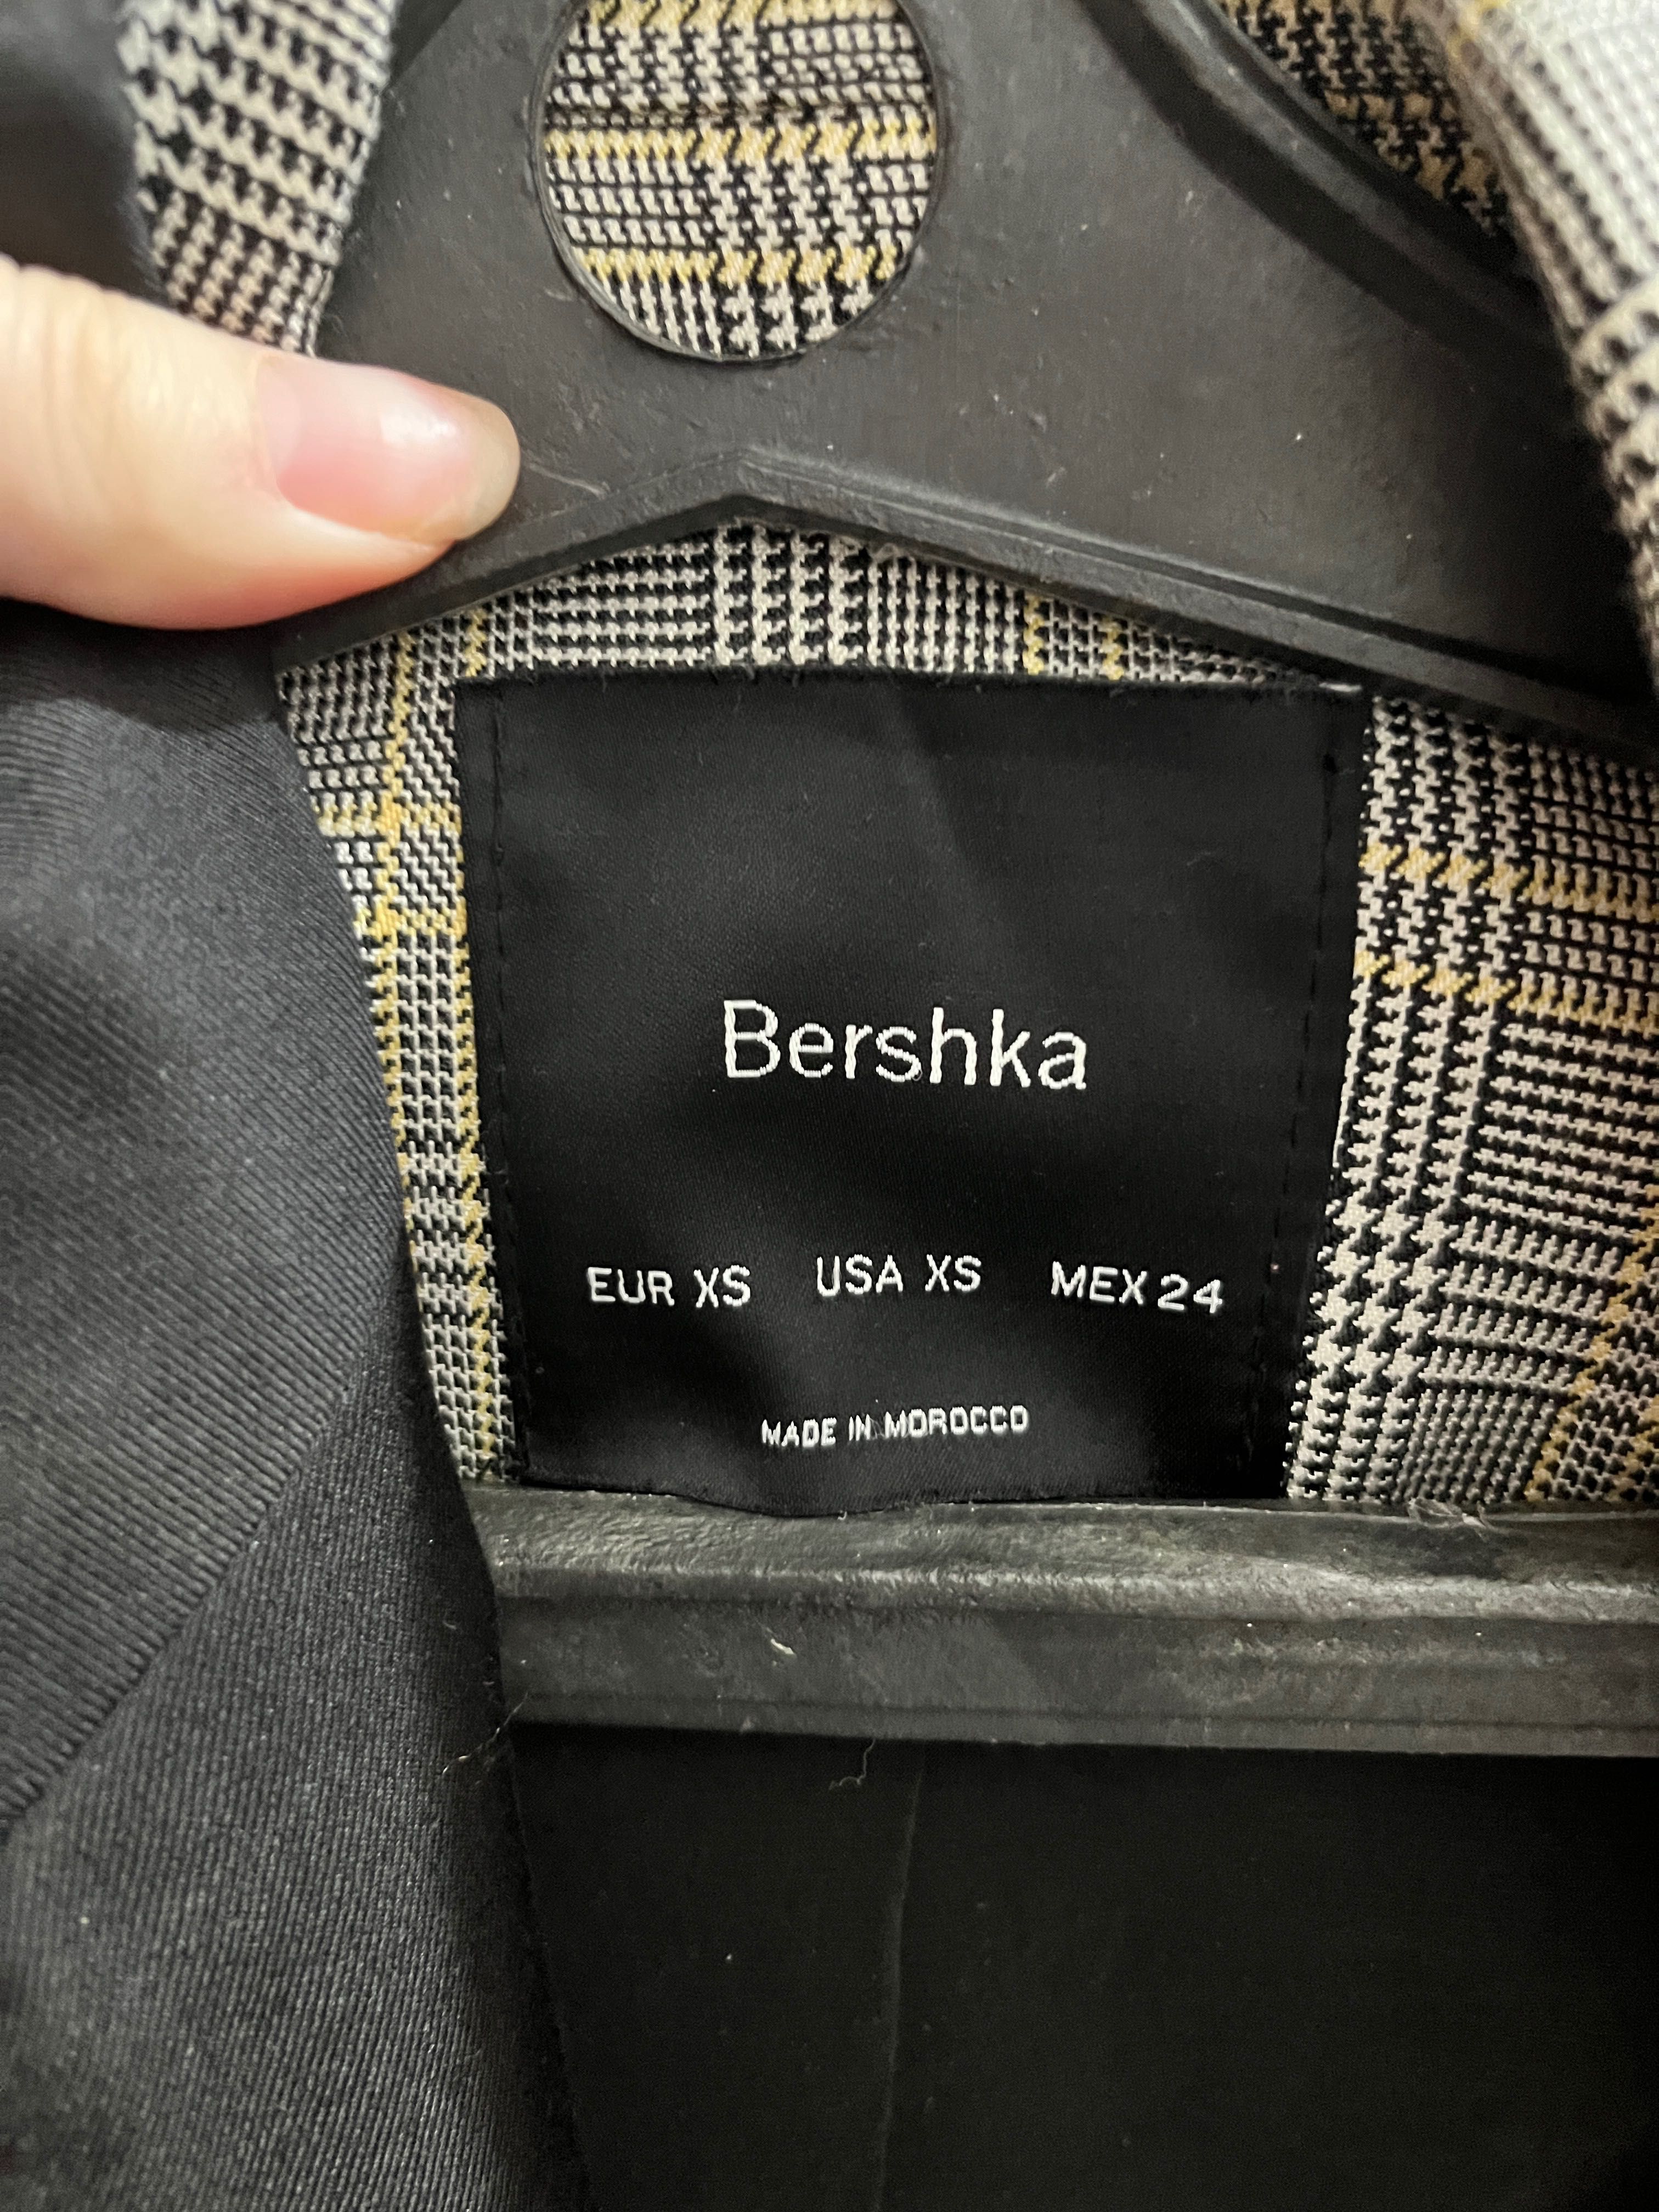 Bershka
EUR XS USA XS MEX 24
MADE IN MOROCCO